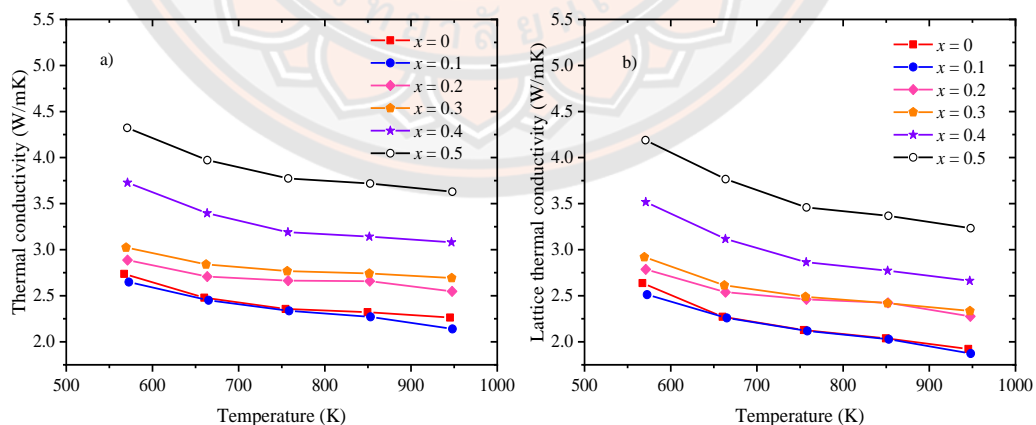 a)
Thermal conductivity (W/mK)
5.5
5.0
4.5
4.0
3.5
3.0
2.5
2.0
500 600 700 800 900 1000
Temperature (K)
x = 0
x = 0.1
x = 0.2
x = 0.3
x = 0.4
x = 0.5
b)
Lattice thermal conductivity (W/mK)
5.5
5.0
4.5
4.0
3.5
3.0
2.5
2.0
500 600 700 800 900 1000
Temperature (K)
x = 0
x = 0.1
x = 0.2
x = 0.3
x = 0.4
x = 0.5